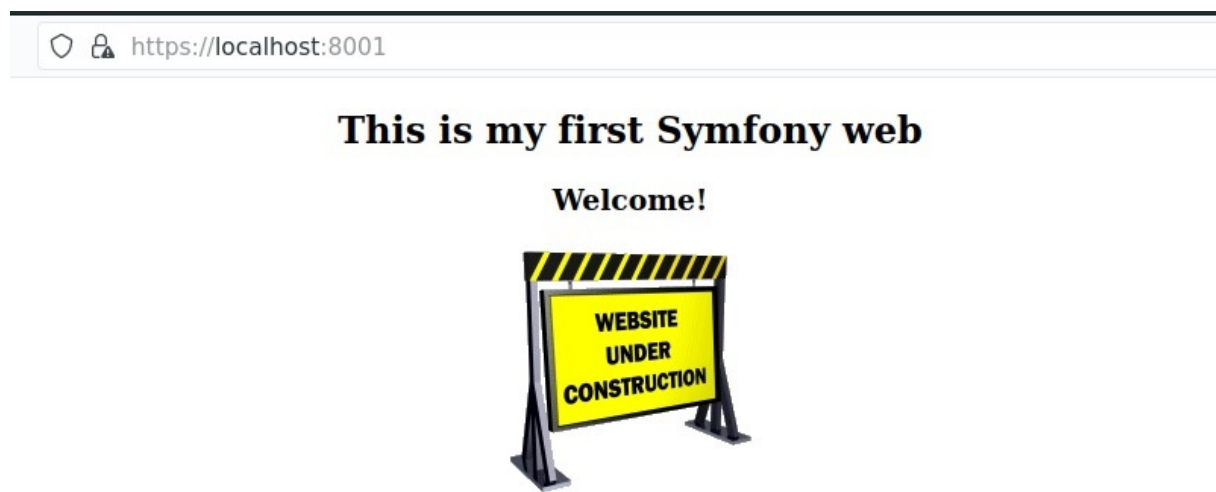 https://localhost:8001
This is my first Symfony web
Welcome!
WEBSITE
UNDER
CONSTRUCTION